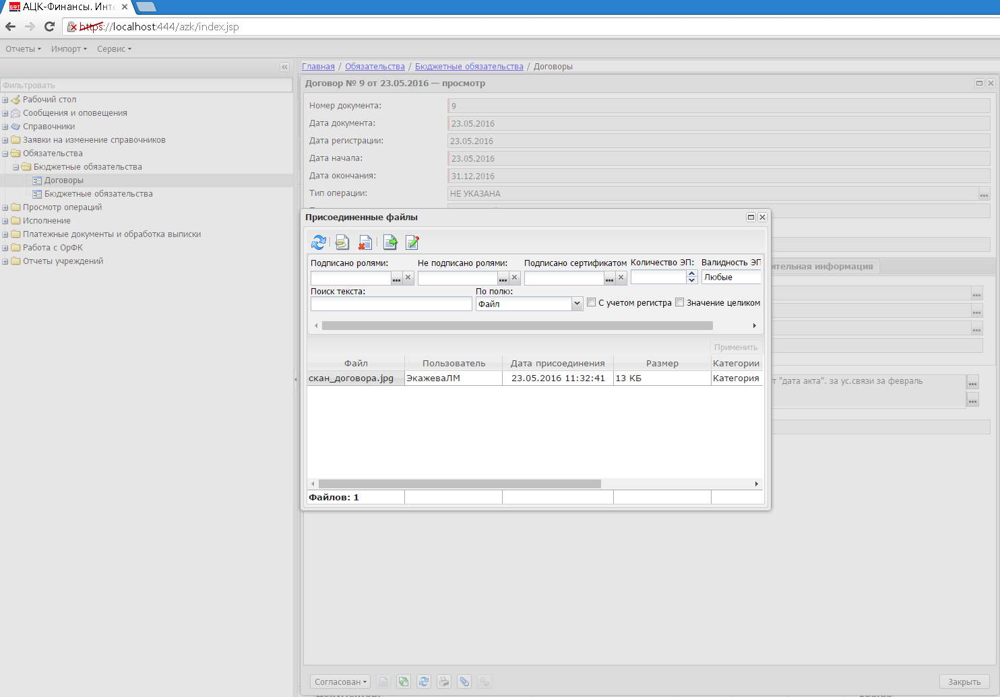 БФТ АЦК-Финансы. Инте
https://localhost:444/azk/index.jsp
Отчеты Импорт Сервис
Фильтровать
Рабочий стол
Сообщения и оповещения
Справочники
Заявки на изменение справочников
Обязательства
Бюджетные обязательства
Договоры
Бюджетные обязательства
Просмотр операций
Исполнение
Платежные документы и обработка выписки
Работа с ОрФК
Отчеты учреждений
Главная / Обязательства / Бюджетные обязательства / Договоры
Договор № 9 от 23.05.2016 — просмотр
Номер документа: 9
Дата документа: 23.05.2016
Дата регистрации: 23.05.2016
Дата начала: 23.05.2016
Дата окончания: 31.12.2016
Тип операции: НЕ УКАЗАНА
Присоединенные файлы
Подписано ролями: Не подписано ролями: Подписано сертификатом Количество ЭП: Валидность ЭП
Любые
Поиск текста: По полю:
Файл С учетом регистра Значение целиком
Применить
Файл Пользователь Дата присоединения Размер Категории
скан_договора.jpg ЭкажеваЛМ 23.05.2016 11:32:41 13 КБ Категория
Файлов: 1
ительная информация
т "дата акта". за ус.связи за февраль
Согласован Закрыть